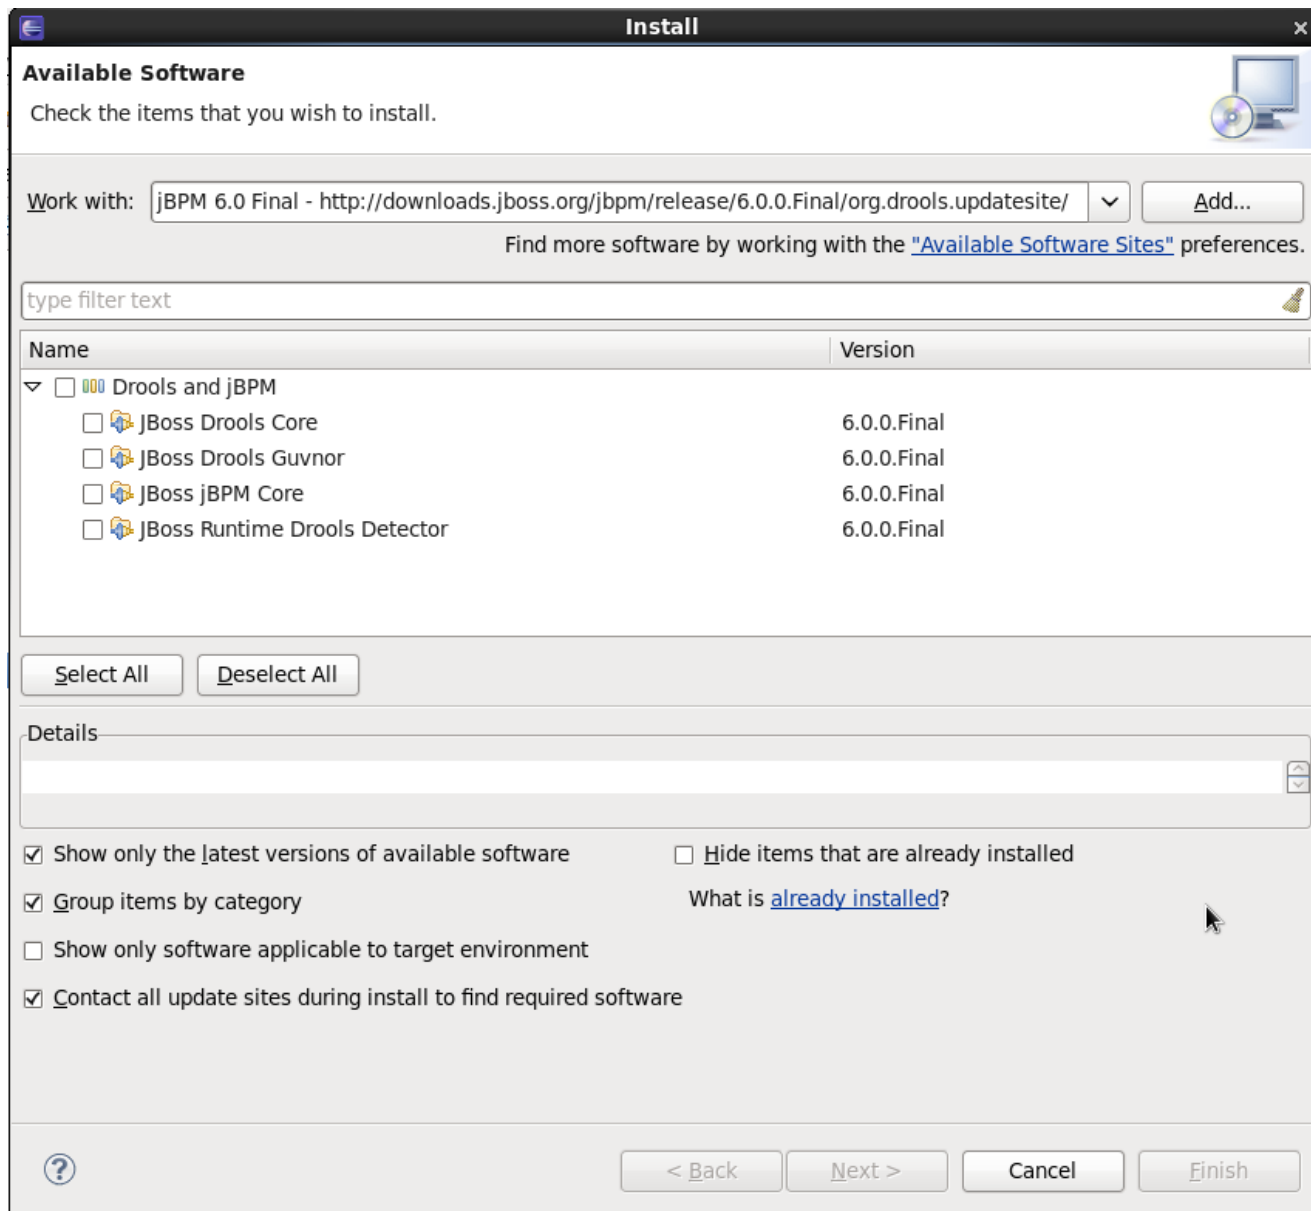 Install
Available Software
Check the items that you wish to install.
Work with: jBPM 6.0 Final - http://downloads.jboss.org/jbpm/release/6.0.0.Final/org.drools.updatesite/ Add...
Find more software by working with the "Available Software Sites" preferences.
type filter text
Name Version
Drools and jBPM
JBoss Drools Core 6.0.0.Final
JBoss Drools Guvnor 6.0.0.Final
JBoss jBPM Core 6.0.0.Final
JBoss Runtime Drools Detector 6.0.0.Final
Select All Deselect All
Details
Show only the latest versions of available software Hide items that are already installed
Group items by category What is already installed?
Show only software applicable to target environment
Contact all update sites during install to find required software
? < Back Next > Cancel Finish